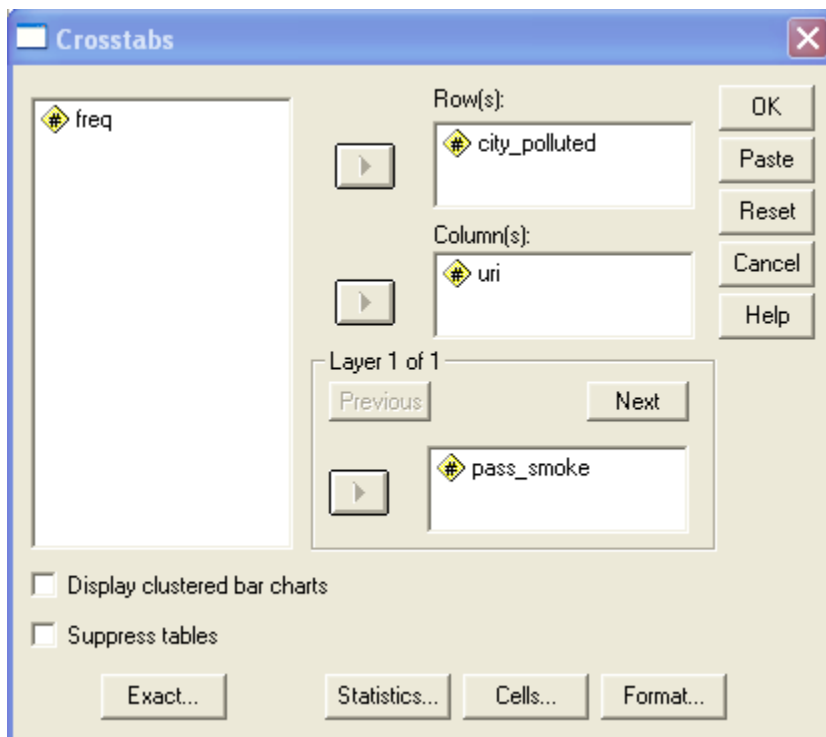 Crosstabs
# freq
Row(s):
# city_polluted
Column(s):
# uri
Layer 1 of 1
Previous
Next
# pass_smoke
OK
Paste
Reset
Cancel
Help
Display clustered bar charts
Suppress tables
Exact...
Statistics...
Cells...
Format...